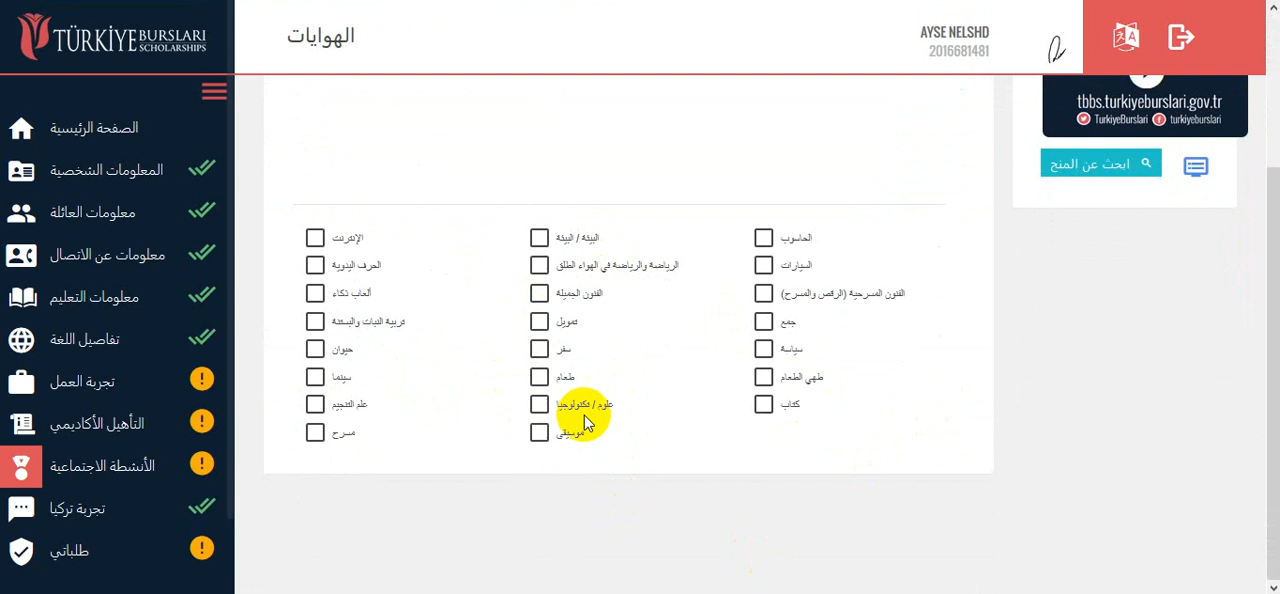 TÜRKİYE BURSLARI
SCHOLARSHIPS
الهوايات
AYSE NELSHD
2016681481
tbbs.turkiyeburslari.gov.tr
TurkiyeBurslari turkiyeburslari
ابحث عن المنح
الصفحة الرئيسية
المعلومات الشخصية
معلومات العائلة
معلومات عن الاتصال
معلومات التعليم
تفاصيل اللغة
تجربة العمل
التأهيل الأكاديمي
الأنشطة الاجتماعية
تجربة تركيا
طلباتي
الإنترنت
البيئة / البيئة
الحاسوب
الحرف اليدوية
الرياضة والرياضة في الهواء الطلق
السيارات
ألعاب ذكاء
الفنون الجميلة
الفنون المسرحية (الرقص والمسرح)
تربية النبات والبستنة
تمويل
جمع
حيوان
سفر
سياسة
سينما
طعام
طهي الطعام
علم التنجيم
علوم / تكنولوجيا
كتاب
مسرح
موسيقى